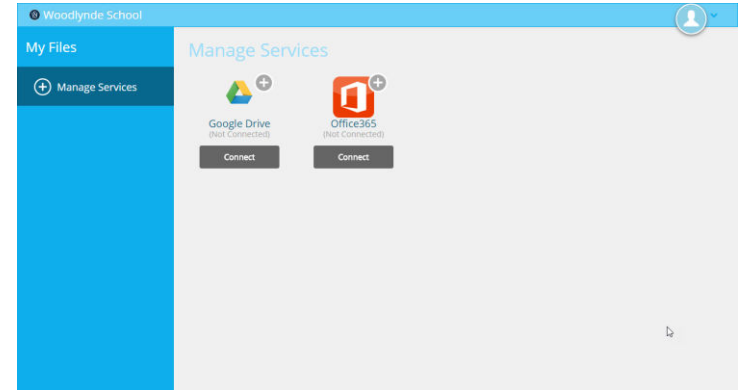 Woodlynde School
My Files
Manage Services
Manage Services
Google Drive
(Not Connected)
Connect
Office365
(Not Connected)
Connect